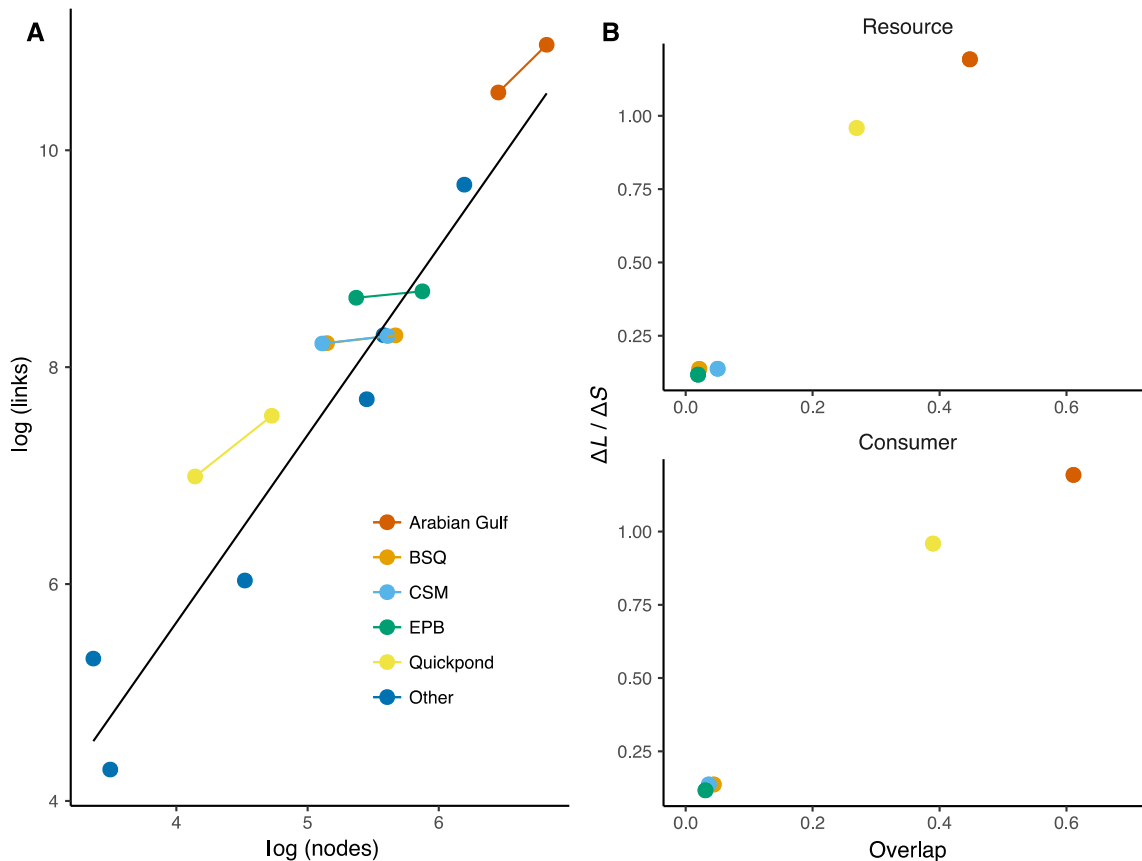 A
log (links)
10
8
6
4
4
5
6
log (nodes)
Arabian Gulf
BSQ
CSM
EPB
Quickpond
Other
B
Resource
ΔL / ΔS
1.00
0.75
0.50
0.25
0.0
0.2
0.4
0.6
Consumer
1.00
0.75
0.50
0.25
0.0
0.2
0.4
0.6
Overlap